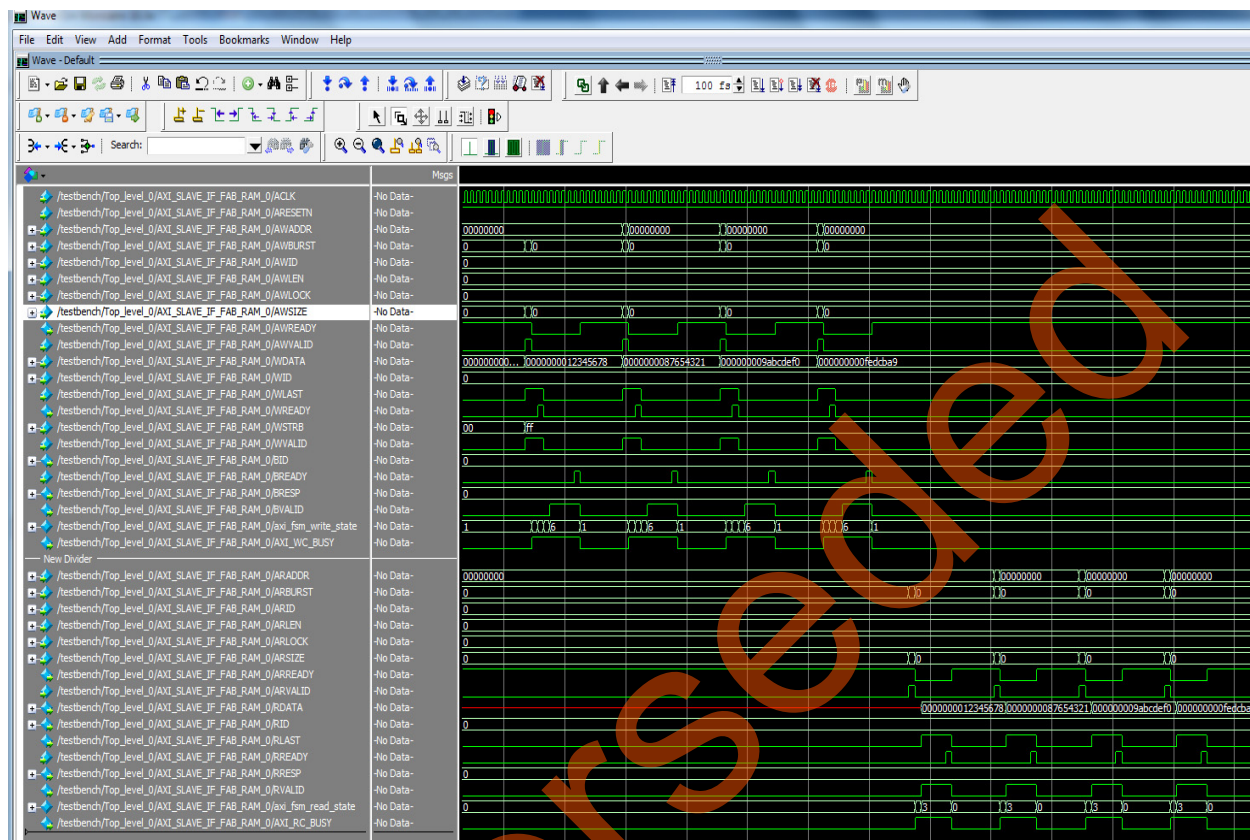 Wave
File Edit View Add Format Tools Bookmarks Window Help
Wave - Default
100 fs
Search:
Msgs
/testbench/Top_level_0/AXI_SLAVE_IF_FAB_RAM_0/ACLK -No Data-
/testbench/Top_level_0/AXI_SLAVE_IF_FAB_RAM_0/ARESETN -No Data-
/testbench/Top_level_0/AXI_SLAVE_IF_FAB_RAM_0/AWADDR -No Data- 00000000 00000000 00000000 00000000
/testbench/Top_level_0/AXI_SLAVE_IF_FAB_RAM_0/AWBURST -No Data- 0 0 0 0 0
/testbench/Top_level_0/AXI_SLAVE_IF_FAB_RAM_0/AWID -No Data- 0
/testbench/Top_level_0/AXI_SLAVE_IF_FAB_RAM_0/AWLEN -No Data- 0
/testbench/Top_level_0/AXI_SLAVE_IF_FAB_RAM_0/AWLOCK -No Data- 0
/testbench/Top_level_0/AXI_SLAVE_IF_FAB_RAM_0/AWSIZE -No Data- 0 0 0 0 0
/testbench/Top_level_0/AXI_SLAVE_IF_FAB_RAM_0/AWREADY -No Data-
/testbench/Top_level_0/AXI_SLAVE_IF_FAB_RAM_0/AWVALID -No Data-
/testbench/Top_level_0/AXI_SLAVE_IF_FAB_RAM_0/WDATA -No Data- 000000000... 0000000012345678 0000000087654321 000000009abcdef0 000000000fedcba9
/testbench/Top_level_0/AXI_SLAVE_IF_FAB_RAM_0/WID -No Data- 0
/testbench/Top_level_0/AXI_SLAVE_IF_FAB_RAM_0/WLAST -No Data-
/testbench/Top_level_0/AXI_SLAVE_IF_FAB_RAM_0/WREADY -No Data-
/testbench/Top_level_0/AXI_SLAVE_IF_FAB_RAM_0/WSTRB -No Data- 00 ff
/testbench/Top_level_0/AXI_SLAVE_IF_FAB_RAM_0/WVALID -No Data-
/testbench/Top_level_0/AXI_SLAVE_IF_FAB_RAM_0/BID -No Data- 0
/testbench/Top_level_0/AXI_SLAVE_IF_FAB_RAM_0/BREADY -No Data-
/testbench/Top_level_0/AXI_SLAVE_IF_FAB_RAM_0/BRESP -No Data- 0
/testbench/Top_level_0/AXI_SLAVE_IF_FAB_RAM_0/BVALID -No Data-
/testbench/Top_level_0/AXI_SLAVE_IF_FAB_RAM_0/axi_fsm_write_state -No Data- 1 6 1 6 1 6 1 6 1
/testbench/Top_level_0/AXI_SLAVE_IF_FAB_RAM_0/AXI_WC_BUSY -No Data-
New Divider
/testbench/Top_level_0/AXI_SLAVE_IF_FAB_RAM_0/ARADDR -No Data- 00000000 00000000 00000000 00000000
/testbench/Top_level_0/AXI_SLAVE_IF_FAB_RAM_0/ARBURST -No Data- 0 0 0 0 0
/testbench/Top_level_0/AXI_SLAVE_IF_FAB_RAM_0/ARID -No Data- 0
/testbench/Top_level_0/AXI_SLAVE_IF_FAB_RAM_0/ARLEN -No Data- 0
/testbench/Top_level_0/AXI_SLAVE_IF_FAB_RAM_0/ARLOCK -No Data- 0
/testbench/Top_level_0/AXI_SLAVE_IF_FAB_RAM_0/ARSIZE -No Data- 0 0 0 0 0
/testbench/Top_level_0/AXI_SLAVE_IF_FAB_RAM_0/ARREADY -No Data-
/testbench/Top_level_0/AXI_SLAVE_IF_FAB_RAM_0/ARVALID -No Data-
/testbench/Top_level_0/AXI_SLAVE_IF_FAB_RAM_0/RDATA -No Data- 0000000012345678 0000000087654321 000000009abcdef0 000000000fedcba
/testbench/Top_level_0/AXI_SLAVE_IF_FAB_RAM_0/RID -No Data- 0
/testbench/Top_level_0/AXI_SLAVE_IF_FAB_RAM_0/RLAST -No Data-
/testbench/Top_level_0/AXI_SLAVE_IF_FAB_RAM_0/RREADY -No Data-
/testbench/Top_level_0/AXI_SLAVE_IF_FAB_RAM_0/RRESP -No Data- 0
/testbench/Top_level_0/AXI_SLAVE_IF_FAB_RAM_0/RVALID -No Data-
/testbench/Top_level_0/AXI_SLAVE_IF_FAB_RAM_0/axi_fsm_read_state -No Data- 0 3 0 3 0 3 0 3 0
/testbench/Top_level_0/AXI_SLAVE_IF_FAB_RAM_0/AXI_RC_BUSY -No Data-
erseded